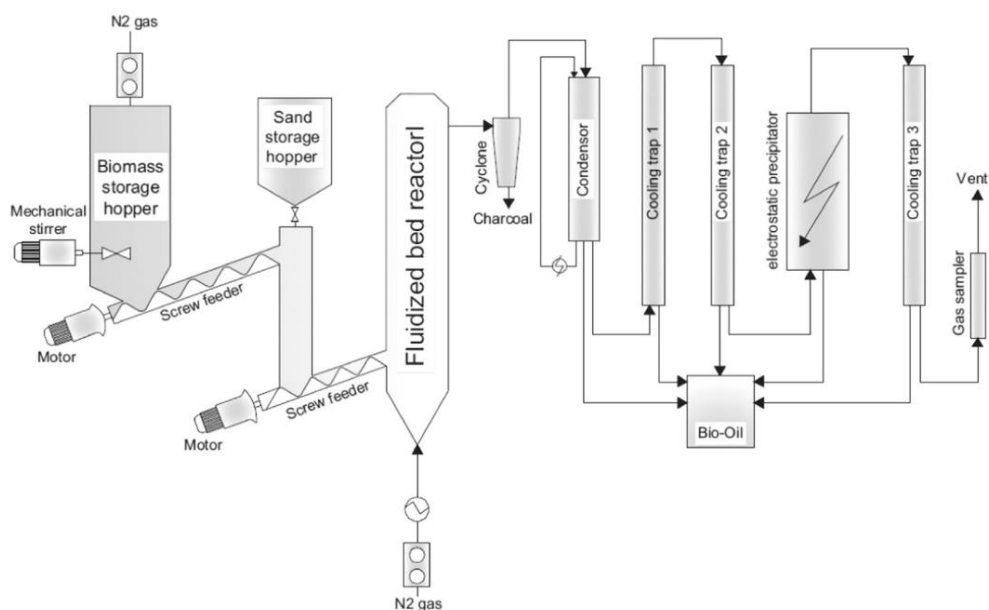 N2 gas
Biomass
storage
hopper
Mechanical
stirrer
Motor
Screw feeder
Sand
storage
hopper
Motor
Screw feeder
Fluidized bed reactorl
N2 gas
Cyclone
Charcoal
Condensor
Cooling trap 1
Cooling trap 2
electrostatic precipitator
Cooling trap 3
Bio-Oil
Gas sampler
Vent